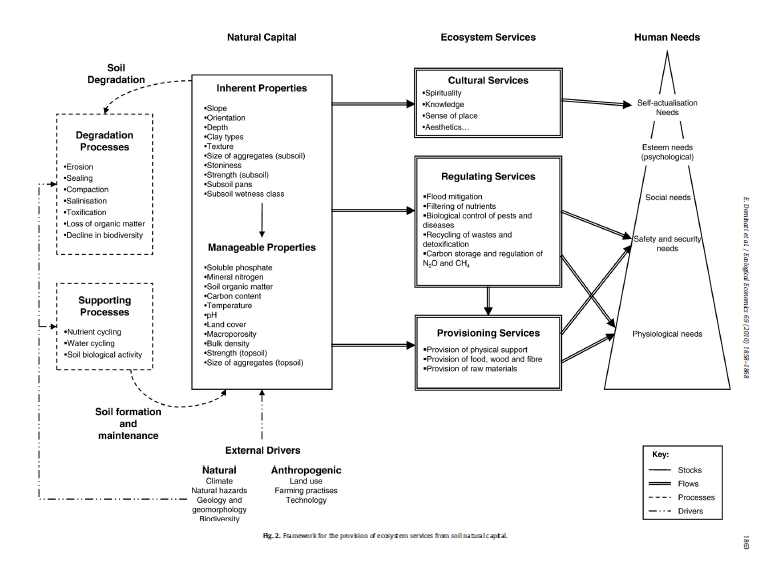 Natural Capital
Ecosystem Services
Human Needs
Soil
Degradation
Degradation
Processes
•Erosion
•Sealing
•Compaction
•Salinisation
•Toxification
•Loss of organic matter
•Decline in biodiversity
Supporting
Processes
▪Nutrient cycling
▪Water cycling
▪Soil biological activity
Soil formation
and
maintenance
Inherent Properties
•Slope
•Orientation
•Depth
•Clay types
•Texture
•Size of aggregates (subsoil)
•Stoniness
•Strength (subsoil)
•Subsoil pans
•Subsoil wetness class
Manageable Properties
•Soluble phosphate
•Mineral nitrogen
•Soil organic matter
•Carbon content
•Temperature
•pH
•Land cover
•Macroporosity
•Bulk density
•Strength (topsoil)
•Size of aggregates (topsoil)
External Drivers
Natural
Climate
Natural hazards
Geology and
geomorphology
Biodiversity
Anthropogenic
Land use
Farming practises
Technology
Cultural Services
•Spirituality
•Knowledge
•Sense of place
•Aesthetics…
Regulating Services
▪Flood mitigation
▪Filtering of nutrients
▪Biological control of pests and
diseases
▪Recycling of wastes and
detoxification
▪Carbon storage and regulation of
N₂O and CH₄
Provisioning Services
▪Provision of physical support
▪Provision of food, wood and fibre
▪Provision of raw materials
Self-actualisation
Needs
Esteem needs
(psychological)
Social needs
Safety and security
needs
Physiological needs
Key:
Stocks
Flows
Processes
Drivers
Fig. 2. Framework for the provision of ecosystem services from soil natural capital.
E. Dominati et al. / Ecological Economics 69 (2010) 1858–1868
1863